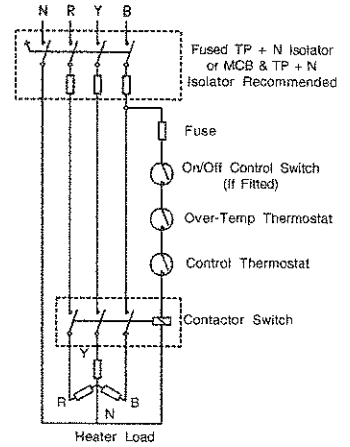 N R Y B
Fused TP + N Isolator
or MCB & TP + N
Isolator Recommended
Fuse
On/Off Control Switch
(If Fitted)
Over-Temp Thermostat
Control Thermostat
Contactor Switch
Y
R
N
B
Heater Load